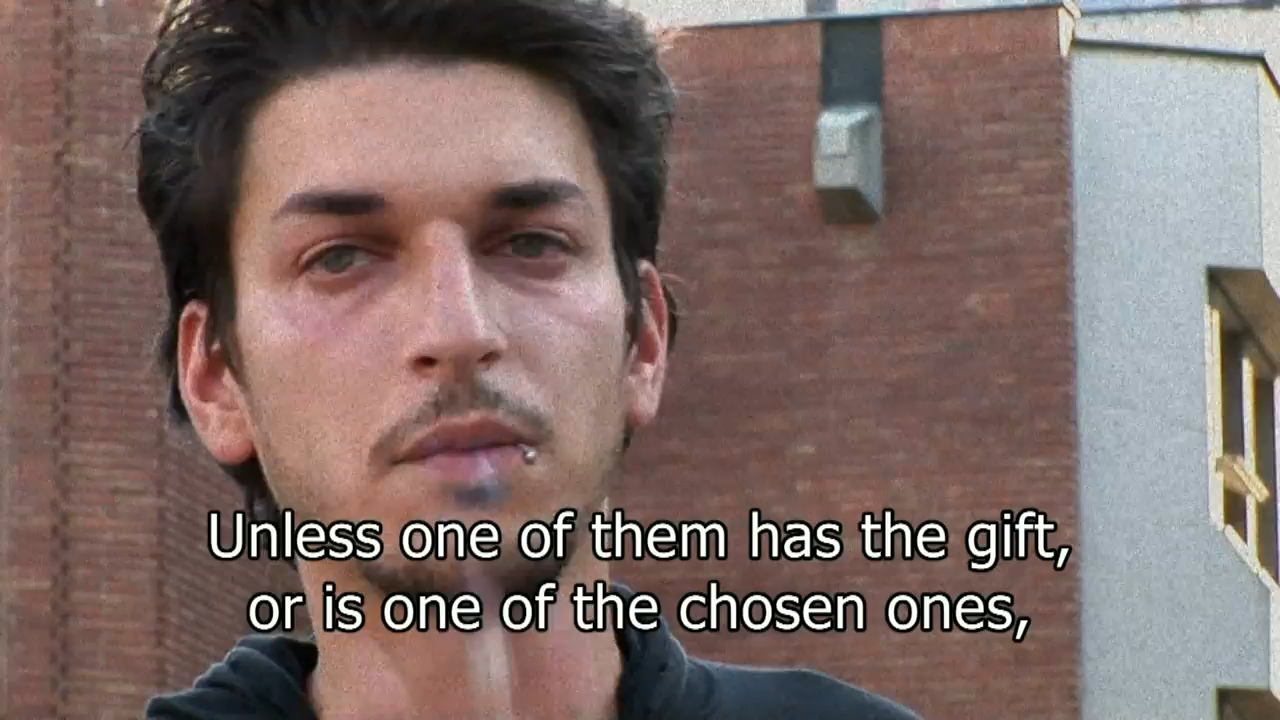 Unless one of them has the gift,
or is one of the chosen ones,